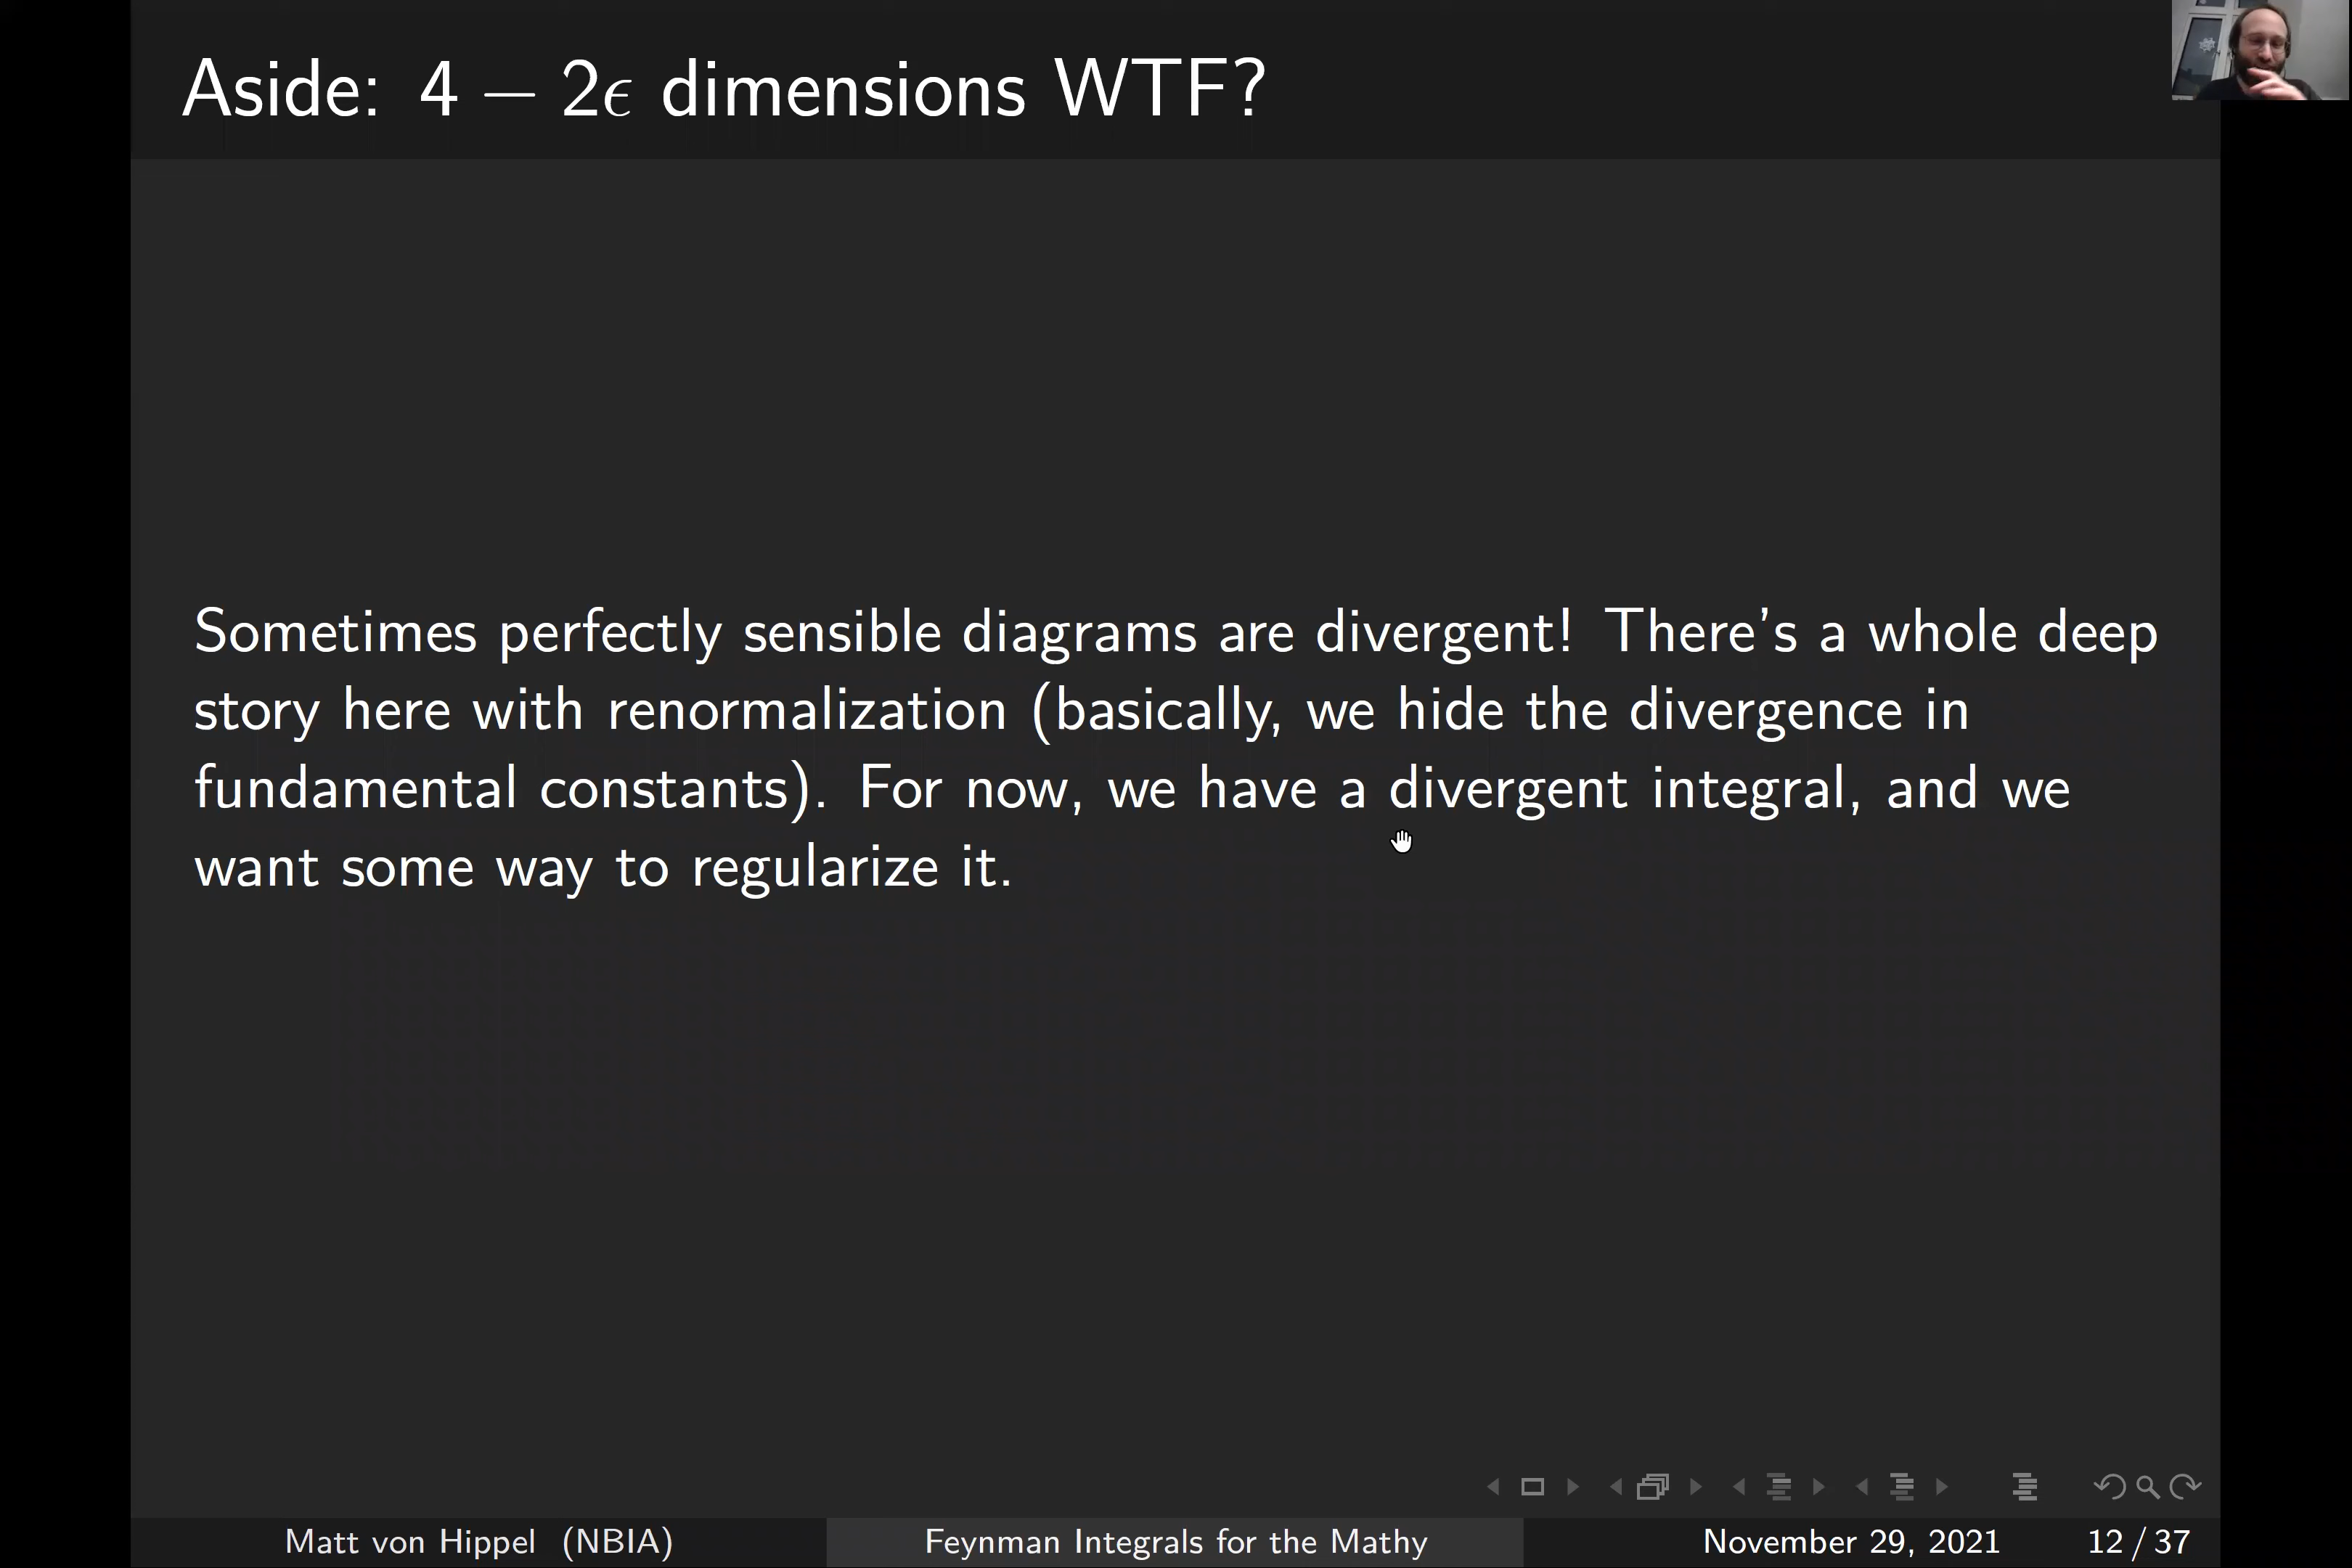 Aside: 4 − 2ϵ dimensions WTF?
Sometimes perfectly sensible diagrams are divergent! There's a whole deep
story here with renormalization (basically, we hide the divergence in
fundamental constants). For now, we have a divergent integral, and we
want some way to regularize it.
Matt von Hippel (NBIA) Feynman Integrals for the Mathy November 29, 2021 12 / 37